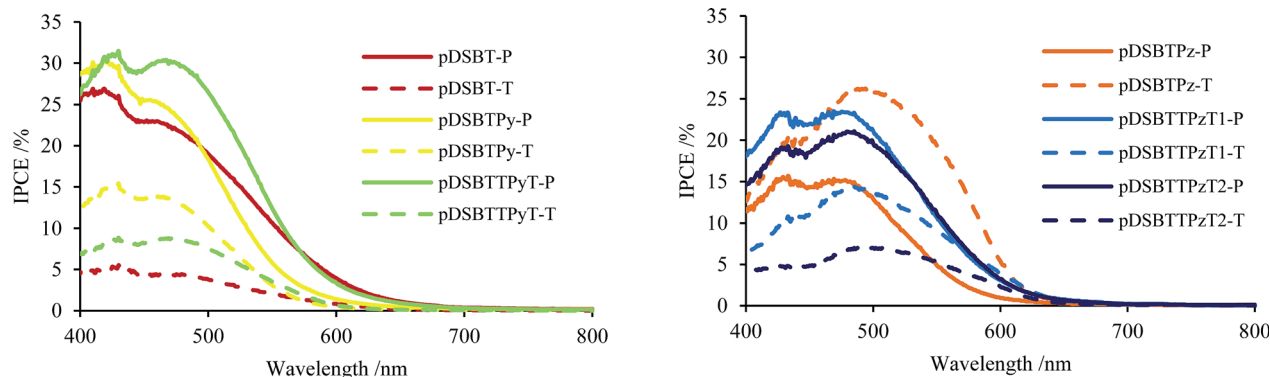 35
30
25
20
15
10
5
0
IPCE /%
400
500
600
700
800
Wavelength /nm
pDSBT-P
pDSBT-T
pDSBTPy-P
pDSBTPy-T
pDSBTTPyT-P
pDSBTTPyT-T
35
30
25
20
15
10
5
0
IPCE /%
400
500
600
700
800
Wavelength /nm
pDSBTPz-P
pDSBTPz-T
pDSBTTPzT1-P
pDSBTTPzT1-T
pDSBTTPzT2-P
pDSBTTPzT2-T